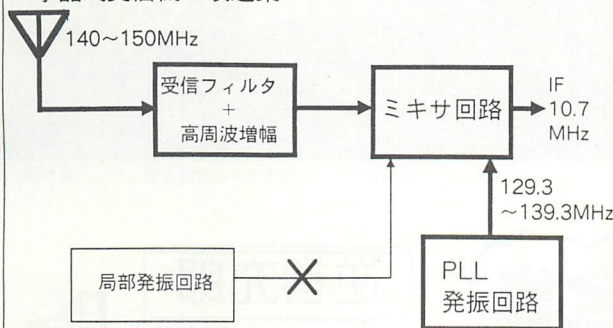 140～150MHz
受信フィルタ
+
高周波増幅
ミキサ回路
IF
10.7
MHz
129.3
～139.3MHz
局部発振回路
PLL
発振回路